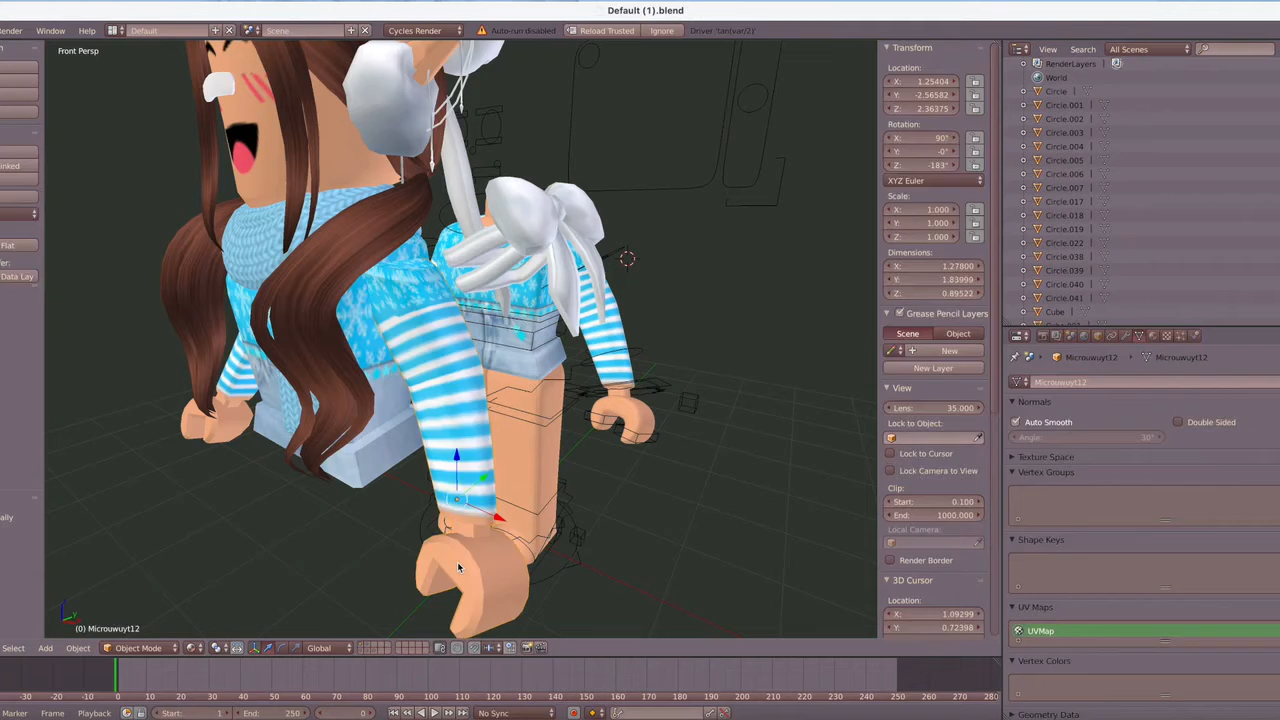 Default (1).blend
Render
Window
Help
Default
Scene
Cycles Render
Auto-run disabled
Reload Trusted
Ignore
Driver 'tan(var/2)'
Front Persp
Linked
Flat
Data Lay
(0) Microuwuyt12
Select
Add
Object
Object Mode
Global
Transform
Location:
X: 1.25404
Y: -2.56582
Z: 2.36375
Rotation:
X: 90°
Y: -0°
Z: -183°
XYZ Euler
Scale:
X: 1.000
Y: 1.000
Z: 1.000
Dimensions:
X: 1.27800
Y: 1.83999
Z: 0.89522
Grease Pencil Layers
Scene
Object
New
New Layer
View
Lens: 35.000
Lock to Object:
Lock to Cursor
Lock Camera to View
Clip:
Start: 0.100
End: 1000.000
Local Camera:
Render Border
3D Cursor
Location:
X: 1.09299
Y: 0.72398
View
Search
All Scenes
RenderLayers
World
Circle
Circle.001
Circle.002
Circle.003
Circle.004
Circle.005
Circle.006
Circle.007
Circle.017
Circle.018
Circle.019
Circle.022
Circle.038
Circle.039
Circle.040
Circle.041
Cube
Microuwuyt12
Microuwuyt12
Microuwuyt12
Normals
Auto Smooth
Double Sided
Angle: 30°
Texture Space
Vertex Groups
Shape Keys
UV Maps
UVMap
Vertex Colors
Geometry Data
-30 -20 -10 0 10 20 30 40 50 60 70 80 90 100 110 120 130 140 150 160 170 180 190 200 210 220 230 240 250 260 270 280
Marker
Frame
Playback
Start: 1
End: 250
0
No Sync